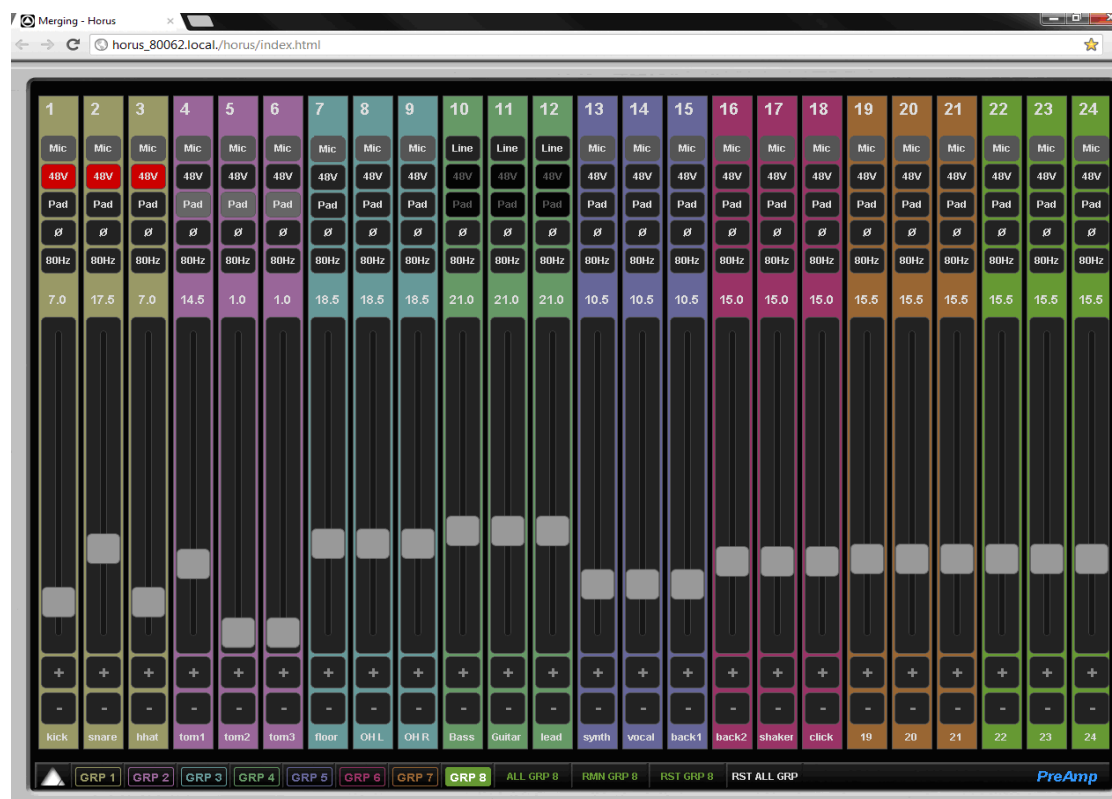 Merging - Horus ×
horus_80062.local./horus/index.html
1 2 3 4 5 6 7 8 9 10 11 12 13 14 15 16 17 18 19 20 21 22 23 24
Mic Mic Mic Mic Mic Mic Mic Mic Mic Line Line Line Mic Mic Mic Mic Mic Mic Mic Mic Mic Mic Mic Mic
48V 48V 48V 48V 48V 48V 48V 48V 48V 48V 48V 48V 48V 48V 48V 48V 48V 48V 48V 48V 48V 48V 48V 48V
Pad Pad Pad Pad Pad Pad Pad Pad Pad Pad Pad Pad Pad Pad Pad Pad Pad Pad Pad Pad Pad Pad Pad Pad
ø ø ø ø ø ø ø ø ø ø ø ø ø ø ø ø ø ø ø ø ø ø ø ø
80Hz 80Hz 80Hz 80Hz 80Hz 80Hz 80Hz 80Hz 80Hz 80Hz 80Hz 80Hz 80Hz 80Hz 80Hz 80Hz 80Hz 80Hz 80Hz 80Hz 80Hz 80Hz 80Hz 80Hz
7.0 17.5 7.0 14.5 1.0 1.0 18.5 18.5 18.5 21.0 21.0 21.0 10.5 10.5 10.5 15.0 15.0 15.0 15.5 15.5 15.5 15.5 15.5 15.5
+ + + + + + + + + + + + + + + + + + + + + + + +
- - - - - - - - - - - - - - - - - - - - - - - -
kick snare hhat tom1 tom2 tom3 floor OH L OH R Bass Guitar lead synth vocal back1 back2 shaker click 19 20 21 22 23 24
GRP 1 GRP 2 GRP 3 GRP 4 GRP 5 GRP 6 GRP 7 GRP 8 ALL GRP 8 RMN GRP 8 RST GRP 8 RST ALL GRP PreAmp